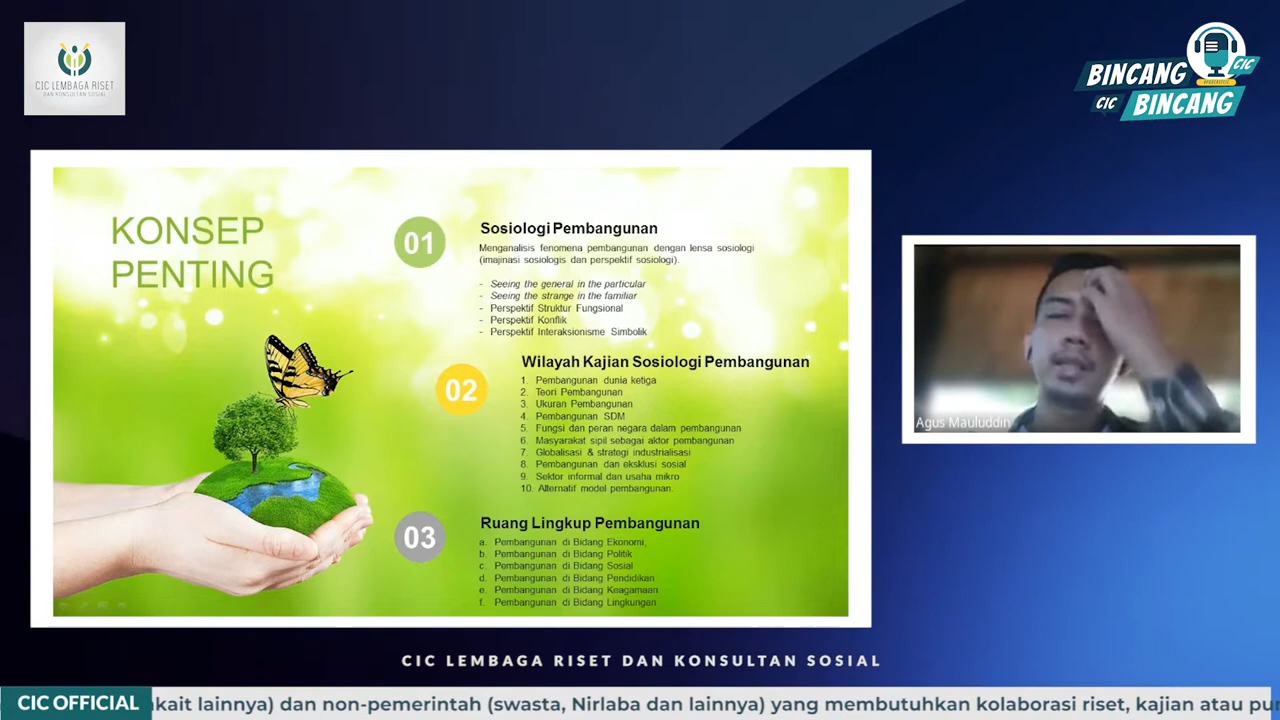 CIC LEMBAGA RISET
DAN KONSULTAN SOSIAL
BINCANG
CIC
CIC
BINCANG
KONSEP
PENTING
01
Sosiologi Pembangunan
Menganalisis fenomena pembangunan dengan lensa sosiologi
(imajinasi sosiologis dan perspektif sosiologi).
- Seeing the general in the particular
- Seeing the strange in the familiar
- Perspektif Struktur Fungsional
- Perspektif Konflik
- Perspektif Interaksionisme Simbolik
02
Wilayah Kajian Sosiologi Pembangunan
1. Pembangunan dunia ketiga
2. Teori Pembangunan
3. Ukuran Pembangunan
4. Pembangunan SDM
5. Fungsi dan peran negara dalam pembangunan
6. Masyarakat sipil sebagai aktor pembangunan
7. Globalisasi & strategi industrialisasi
8. Pembangunan dan eksklusi sosial
9. Sektor informal dan usaha mikro
10. Alternatif model pembangunan.
03
Ruang Lingkup Pembangunan
a. Pembangunan di Bidang Ekonomi,
b. Pembangunan di Bidang Politik
c. Pembangunan di Bidang Sosial
d. Pembangunan di Bidang Pendidikan
e. Pembangunan di Bidang Keagamaan
f. Pembangunan di Bidang Lingkungan
Agus Mauluddin
CIC LEMBAGA RISET DAN KONSULTAN SOSIAL
CIC OFFICIAL
kait lainnya) dan non-pemerintah (swasta, Nirlaba dan lainnya) yang membutuhkan kolaborasi riset, kajian atau pu